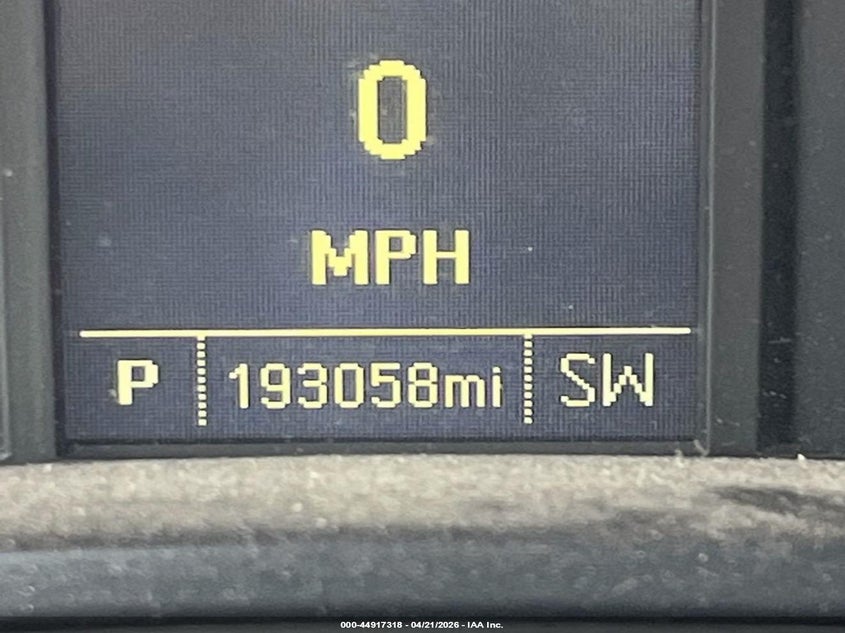 0
MPH
P 193058mi SW
000-44917318 - 04/21/2026 - IAA Inc.